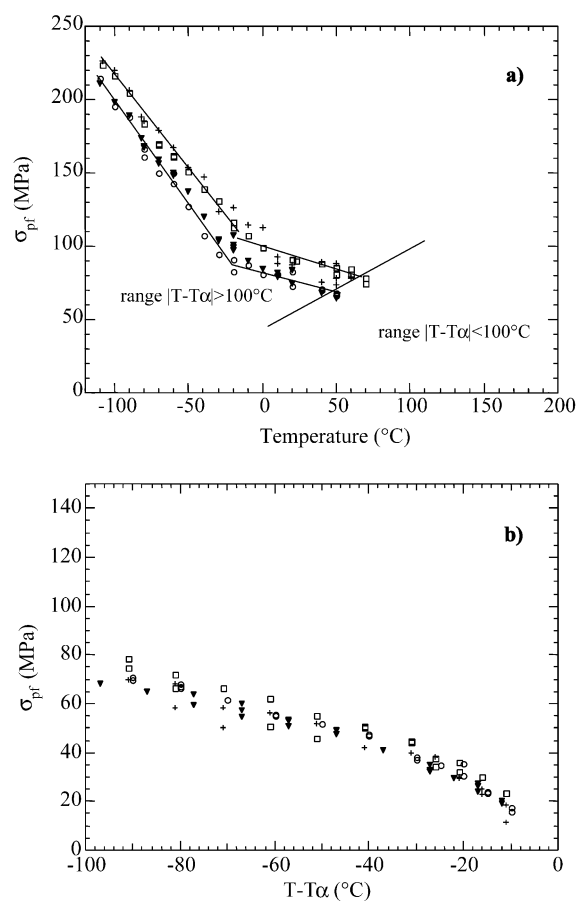 250
200
150
100
50
0
σpf (MPa)
a)
range |T-Tα|>100°C
range |T-Tα|<100°C
-100 -50 0 50 100 150 200
Temperature (°C)
140
120
100
80
60
40
20
0
σpf (MPa)
b)
-100 -80 -60 -40 -20 0
T-Tα (°C)